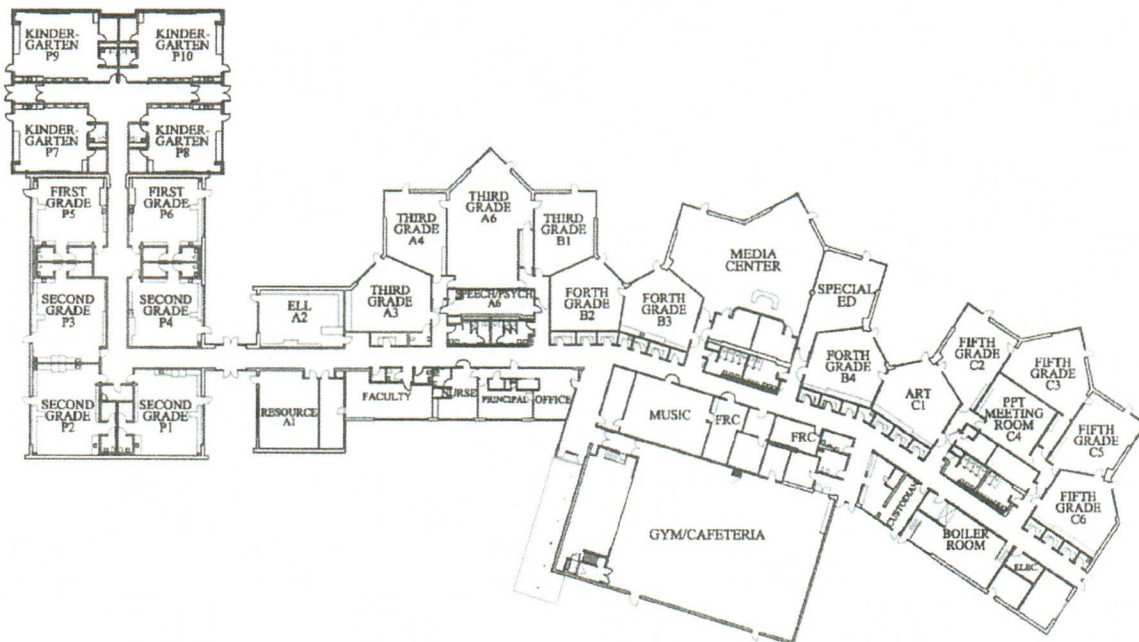 KINDER-
GARTEN
P9
KINDER-
GARTEN
P10
KINDER-
GARTEN
P7
KINDER-
GARTEN
P8
FIRST
GRADE
P5
FIRST
GRADE
P6
SECOND
GRADE
P3
SECOND
GRADE
P4
SECOND
GRADE
P2
SECOND
GRADE
P1
ELL
A2
RESOURCE
A1
THIRD
GRADE
A3
THIRD
GRADE
A4
THIRD
GRADE
A6
SPEECH/PSYCH
A6
THIRD
GRADE
B1
FORTH
GRADE
B2
FORTH
GRADE
B3
FACULTY
NURSE
PRINCIPAL
OFFICE
MEDIA
CENTER
SPECIAL
ED
FORTH
GRADE
B4
ART
C1
FIFTH
GRADE
C2
FIFTH
GRADE
C3
PPT
MEETING
ROOM
C4
FIFTH
GRADE
C5
FIFTH
GRADE
C6
MUSIC
FRC
FRC
GYM/CAFETERIA
CUSTODIAN
BOILER
ROOM
ELEC.